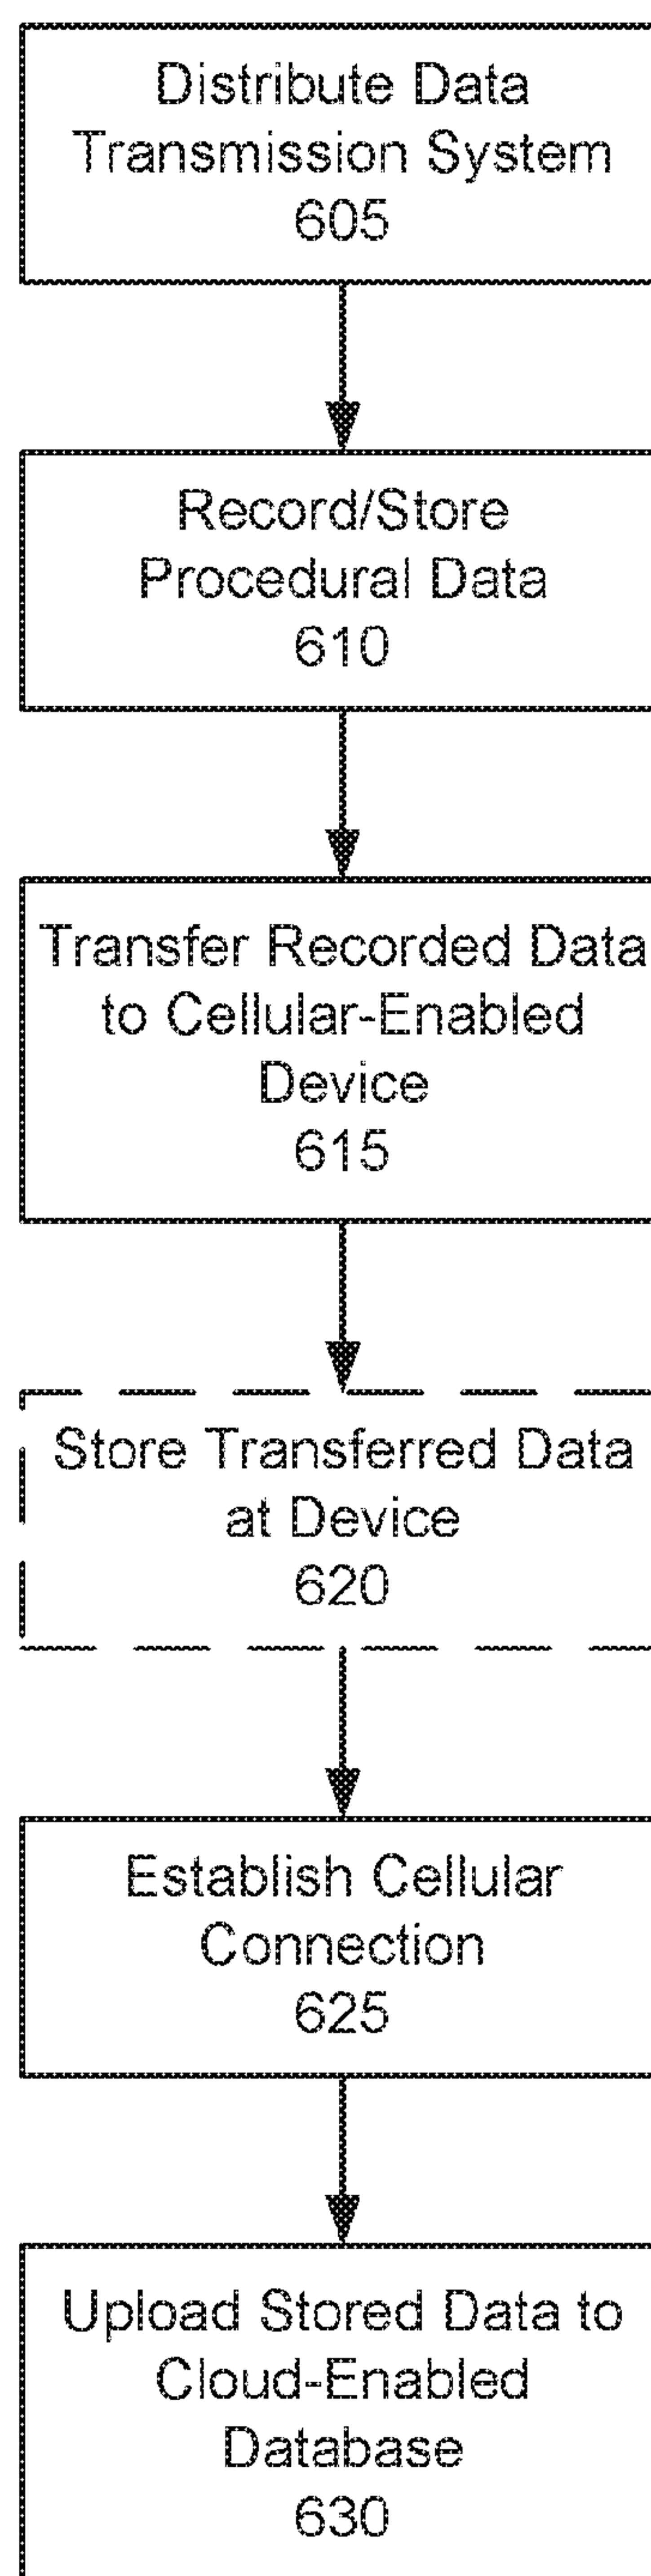 Distribute Data
Transmission System
605
Record/Store
Procedural Data
610
Transfer Recorded Data
to Cellular-Enabled
Device
615
Store Transferred Data
at Device
620
Establish Cellular
Connection
625
Upload Stored Data to
Cloud-Enabled
Database
630